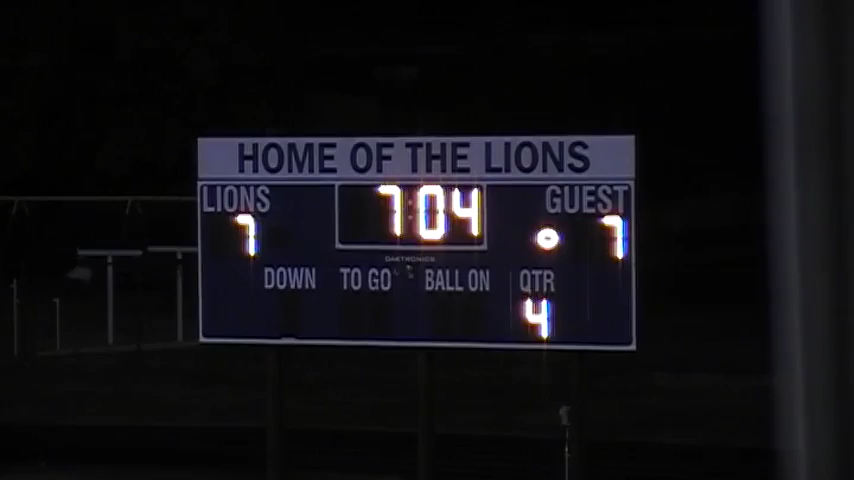 HOME OF THE LIONS
LIONS 7:04 GUEST
7 7
DAKTRONICS
DOWN TO GO BALL ON QTR
4